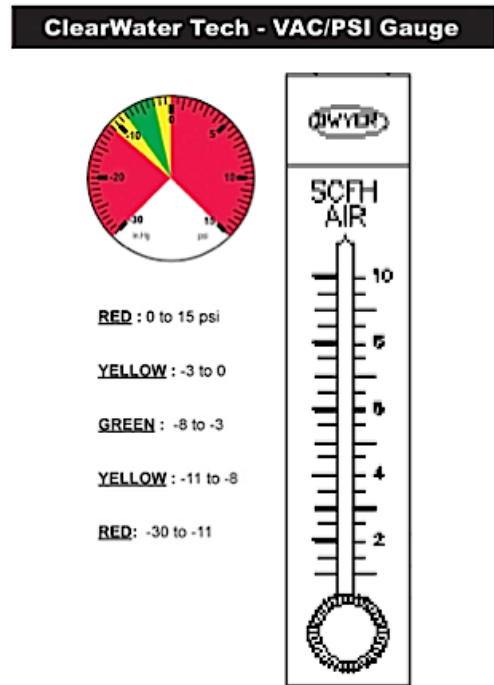 ClearWater Tech - VAC/PSI Gauge
DWYER
SCFH
AIR
0
5
-10
-20
10
-30
15
in.Hg
psi
10
4
2
RED : 0 to 15 psi
YELLOW : -3 to 0
GREEN : -8 to -3
YELLOW : -11 to -8
RED: -30 to -11